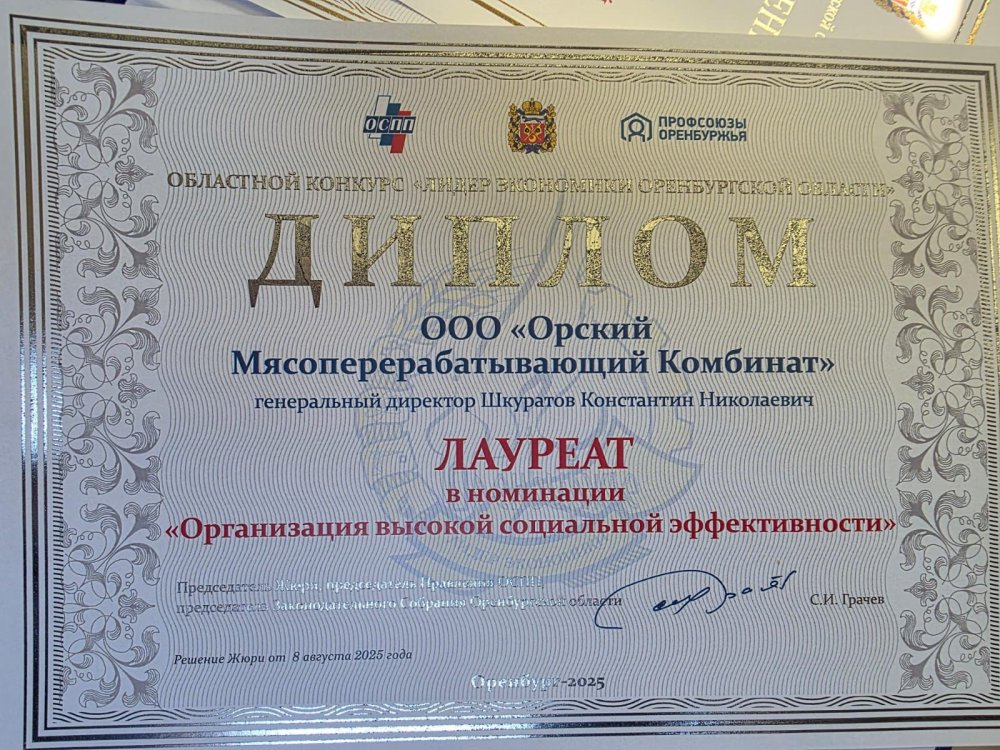 ОСПП
ПРОФСОЮЗЫ
ОРЕНБУРЖЬЯ
ОБЛАСТНОЙ КОНКУРС «ЛИДЕР ЭКОНОМИКИ ОРЕНБУРГСКОЙ ОБЛАСТИ»
ДИПЛОМ
ООО «Орский
Мясоперерабатывающий Комбинат»
генеральный директор Шкуратов Константин Николаевич
ЛАУРЕАТ
в номинации
«Организация высокой социальной эффективности»
Председатель Жюри, председатель Правления ОСПП,
председатель Законодательного Собрания Оренбургской области
С.И. Грачев
Решение Жюри от 8 августа 2025 года
Оренбург-2025